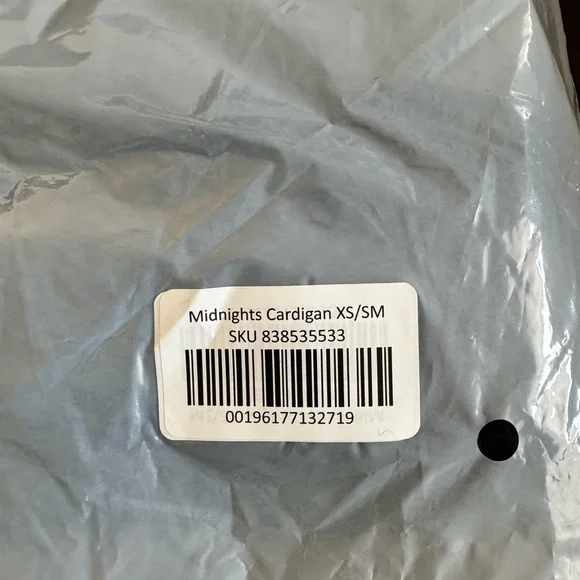 Midnights Cardigan XS/SM
SKU 838535533
00196177132719